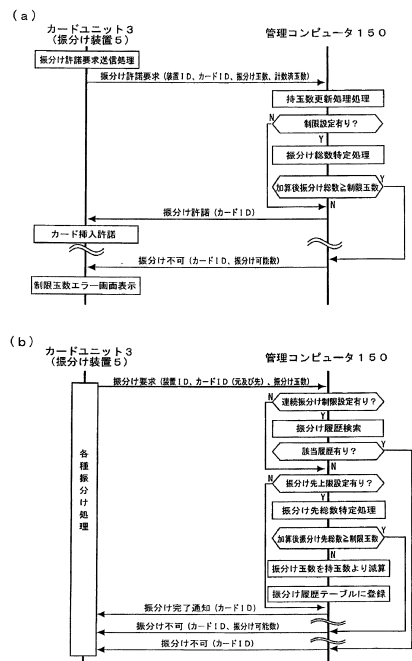 (a)
カードユニット3
(振分け装置5)
管理コンピュータ150
振分け許諾要求送信処理
振分け許諾要求(装置ID、カードID、振分け玉数、計数済玉数)
持玉数更新処理処理
N
制限設定有り?
Y
振分け総数特定処理
加算後振分け総数≧制限玉数
Y
N
振分け許諾(カードID)
カード挿入許諾
振分け不可(カードID、振分け可能数)
制限玉数エラー画面表示
(b)
カードユニット3
(振分け装置5)
管理コンピュータ150
振分け要求(装置ID、カードID(元及び先)、振分け玉数)
N
連続振分け制限設定有り?
Y
振分け履歴検索
該当履歴有り?
Y
N
各種振分け処理
N
振分け先上限設定有り?
Y
振分け先総数特定処理
加算後振分け先総数≧制限玉数
Y
N
振分け玉数を持玉数より減算
振分け履歴テーブルに登録
振分け完了通知(カードID)
振分け不可(カードID、振分け可能数)
振分け不可(カードID)